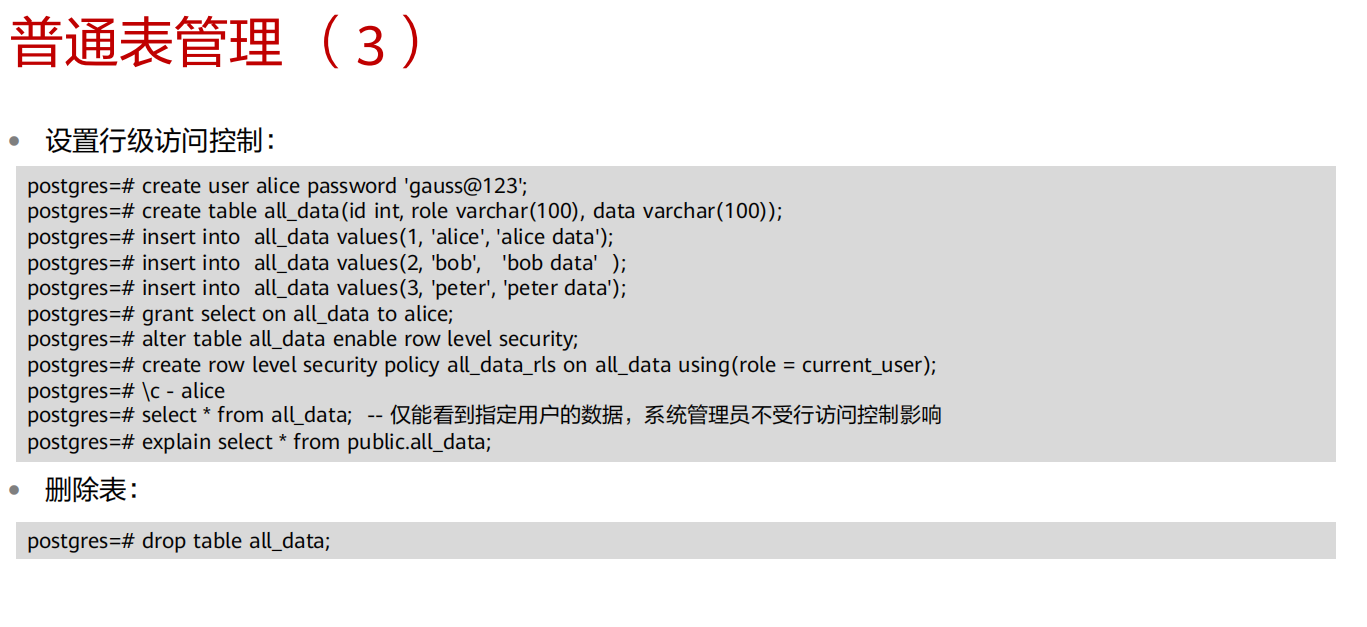 普通表管理（3）
设置行级访问控制：
postgres=# create user alice password 'gauss@123';
postgres=# create table all_data(id int, role varchar(100), data varchar(100));
postgres=# insert into  all_data values(1, 'alice', 'alice data');
postgres=# insert into  all_data values(2, 'bob',   'bob data'  );
postgres=# insert into  all_data values(3, 'peter', 'peter data');
postgres=# grant select on all_data to alice;
postgres=# alter table all_data enable row level security;
postgres=# create row level security policy all_data_rls on all_data using(role = current_user);
postgres=# \c - alice
postgres=# select * from all_data;  -- 仅能看到指定用户的数据，系统管理员不受行访问控制影响
postgres=# explain select * from public.all_data;
删除表：
postgres=# drop table all_data;